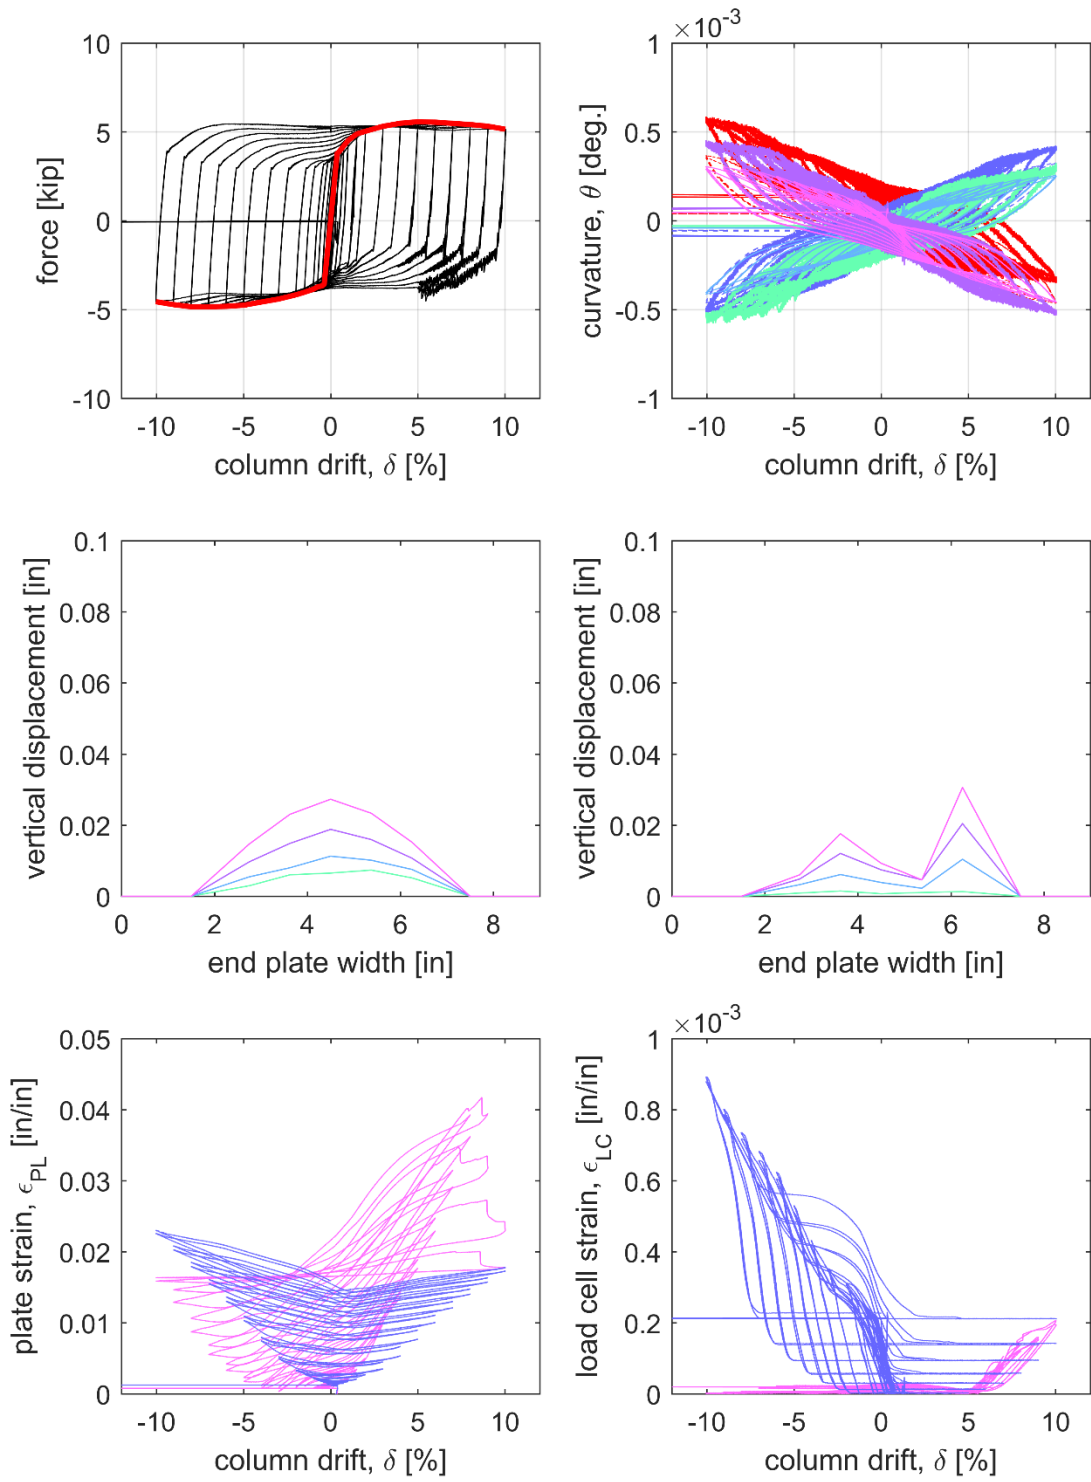 10
5
0
-5
-10
force [kip]
-10 -5 0 5 10
column drift, δ [%]
×10⁻³
1
0.5
0
-0.5
-1
curvature, θ [deg.]
-10 -5 0 5 10
column drift, δ [%]
0.1
0.08
0.06
0.04
0.02
0
vertical displacement [in]
0 2 4 6 8
end plate width [in]
0.1
0.08
0.06
0.04
0.02
0
vertical displacement [in]
0 2 4 6 8
end plate width [in]
0.05
0.04
0.03
0.02
0.01
0
plate strain, ϵPL [in/in]
-10 -5 0 5 10
column drift, δ [%]
×10⁻³
1
0.8
0.6
0.4
0.2
0
load cell strain, ϵLC [in/in]
-10 -5 0 5 10
column drift, δ [%]